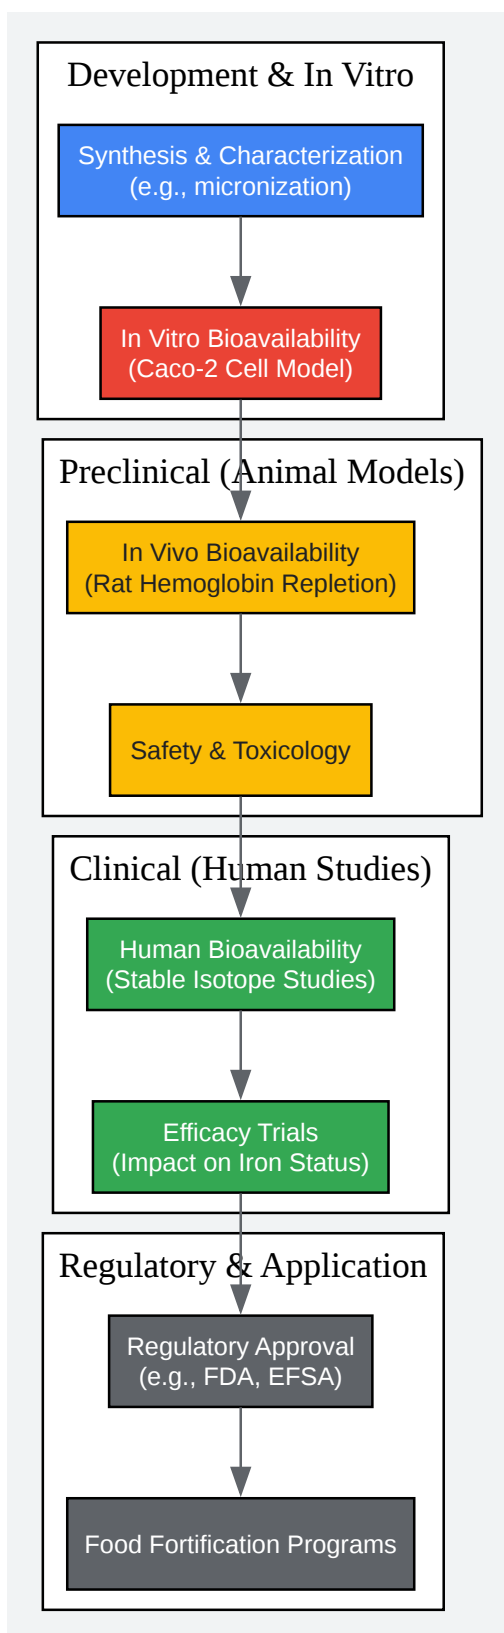 Development & In Vitro
Synthesis & Characterization
(e.g., micronization)
In Vitro Bioavailability
(Caco-2 Cell Model)
Preclinical (Animal Models)
In Vivo Bioavailability
(Rat Hemoglobin Repletion)
Safety & Toxicology
Clinical (Human Studies)
Human Bioavailability
(Stable Isotope Studies)
Efficacy Trials
(Impact on Iron Status)
Regulatory & Application
Regulatory Approval
(e.g., FDA, EFSA)
Food Fortification Programs